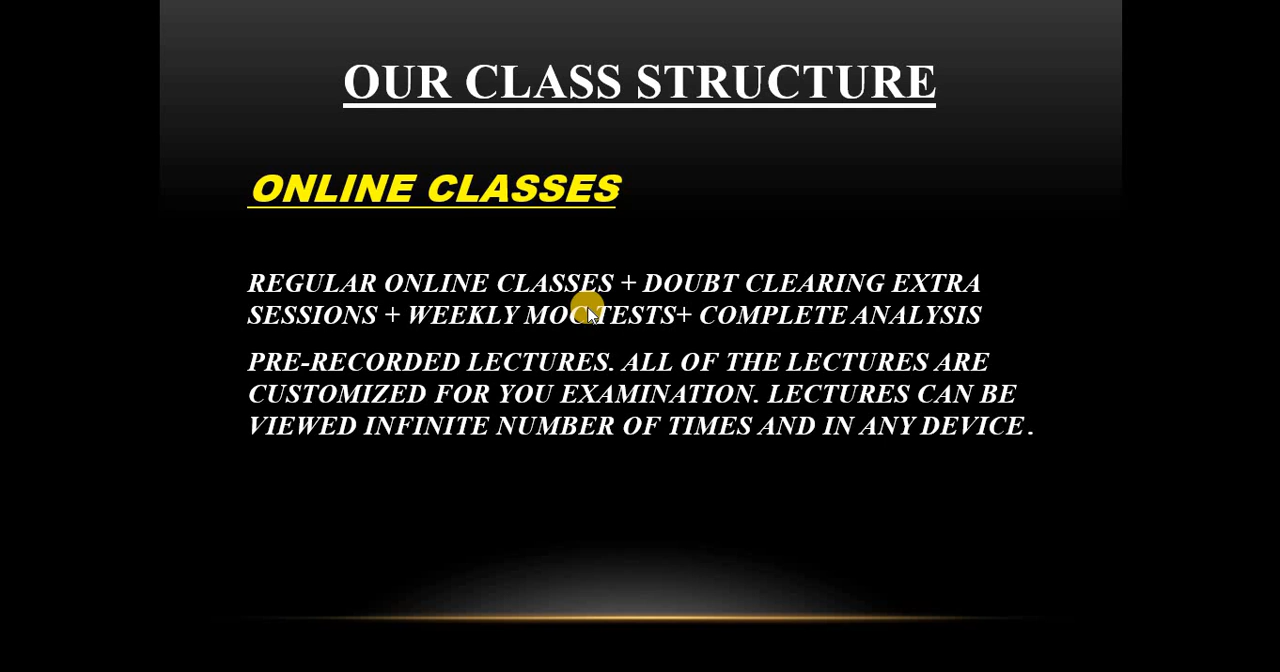 OUR CLASS STRUCTURE
ONLINE CLASSES
REGULAR ONLINE CLASSES + DOUBT CLEARING EXTRA
SESSIONS + WEEKLY MOC TESTS+ COMPLETE ANALYSIS
PRE-RECORDED LECTURES. ALL OF THE LECTURES ARE
CUSTOMIZED FOR YOU EXAMINATION. LECTURES CAN BE
VIEWED INFINITE NUMBER OF TIMES AND IN ANY DEVICE.